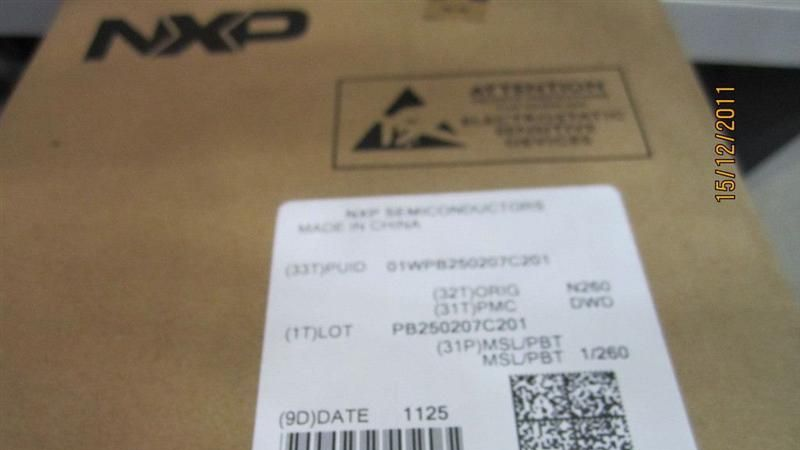 NXP
ATTENTION
ELECTROSTATIC
SENSITIVE
DEVICES
15/12/2011
NXP SEMICONDUCTORS
MADE IN CHINA
(33T)PUID 01WPB250207C201
(32T)ORIG N260
(31T)PMC DWD
(1T)LOT PB250207C201
(31P)MSL/PBT
MSL/PBT 1/260
(9D)DATE 1125